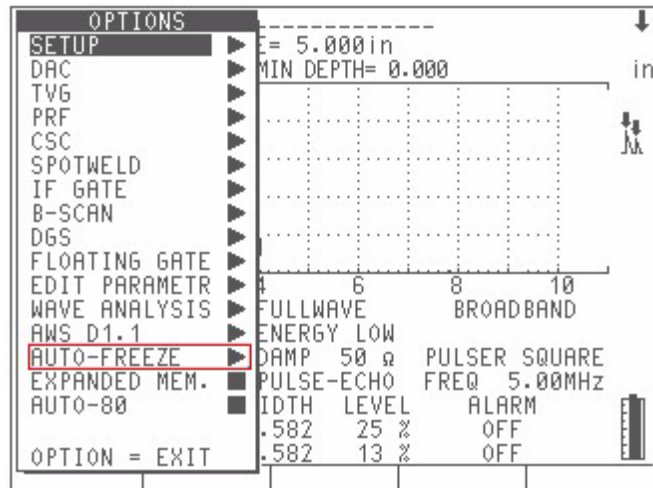 OPTIONS
SETUP
DAC
TVG
PRF
CSC
SPOTWELD
IF GATE
B-SCAN
DGS
FLOATING GATE
EDIT PARAMETR
WAVE ANALYSIS
AWS D1.1
AUTO-FREEZE
EXPANDED MEM.
AUTO-80
OPTION = EXIT
E= 5.000in
MIN DEPTH= 0.000 in
4 6 8 10
FULLWAVE BROADBAND
ENERGY LOW
DAMP 50 Ω PULSER SQUARE
PULSE-ECHO FREQ 5.00MHz
IDTH LEVEL ALARM
.582 25 % OFF
.582 13 % OFF